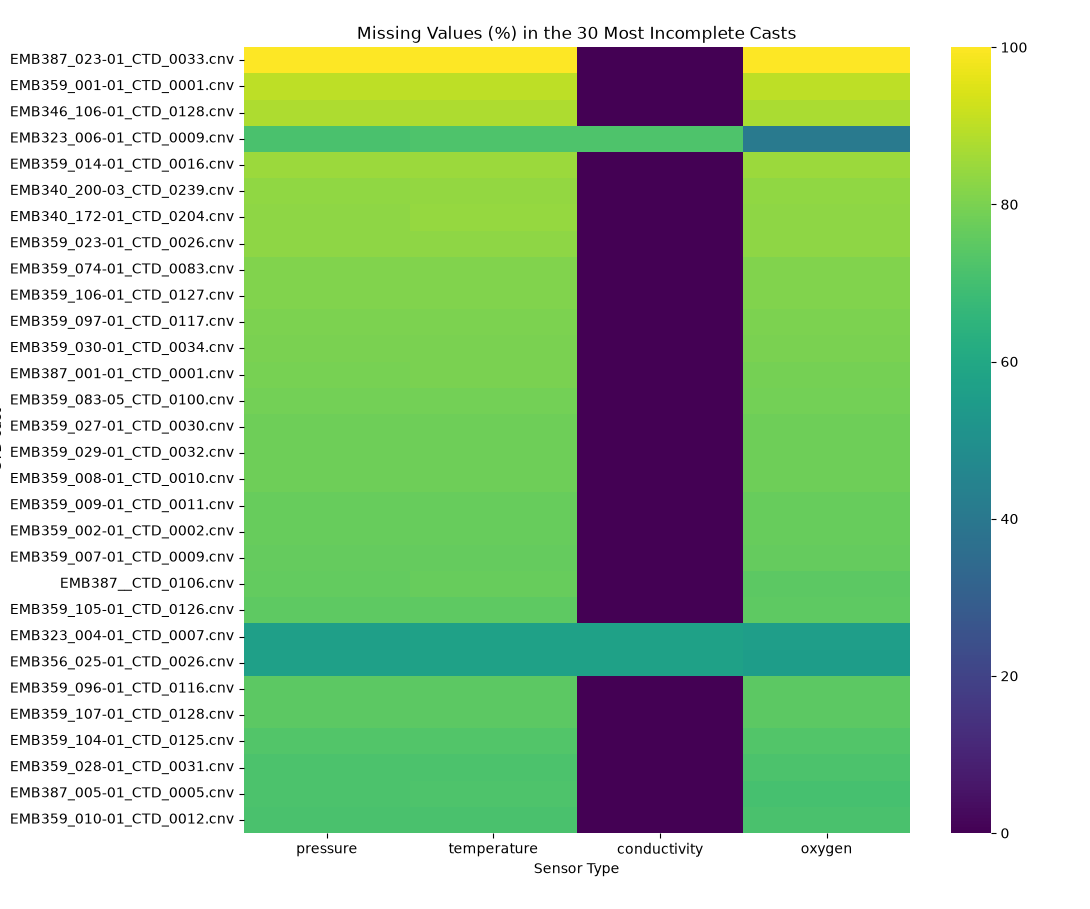 Missing Values (%) in the 30 Most Incomplete Casts
EMB387_023-01_CTD_0033.cnv
EMB359_001-01_CTD_0001.cnv
EMB346_106-01_CTD_0128.cnv
EMB323_006-01_CTD_0009.cnv
EMB359_014-01_CTD_0016.cnv
EMB340_200-03_CTD_0239.cnv
EMB340_172-01_CTD_0204.cnv
EMB359_023-01_CTD_0026.cnv
EMB359_074-01_CTD_0083.cnv
EMB359_106-01_CTD_0127.cnv
EMB359_097-01_CTD_0117.cnv
EMB359_030-01_CTD_0034.cnv
EMB387_001-01_CTD_0001.cnv
EMB359_083-05_CTD_0100.cnv
EMB359_027-01_CTD_0030.cnv
EMB359_029-01_CTD_0032.cnv
EMB359_008-01_CTD_0010.cnv
EMB359_009-01_CTD_0011.cnv
EMB359_002-01_CTD_0002.cnv
EMB359_007-01_CTD_0009.cnv
EMB387__CTD_0106.cnv
EMB359_105-01_CTD_0126.cnv
EMB323_004-01_CTD_0007.cnv
EMB356_025-01_CTD_0026.cnv
EMB359_096-01_CTD_0116.cnv
EMB359_107-01_CTD_0128.cnv
EMB359_104-01_CTD_0125.cnv
EMB359_028-01_CTD_0031.cnv
EMB387_005-01_CTD_0005.cnv
EMB359_010-01_CTD_0012.cnv
pressure temperature conductivity oxygen
Sensor Type
100
80
60
40
20
0